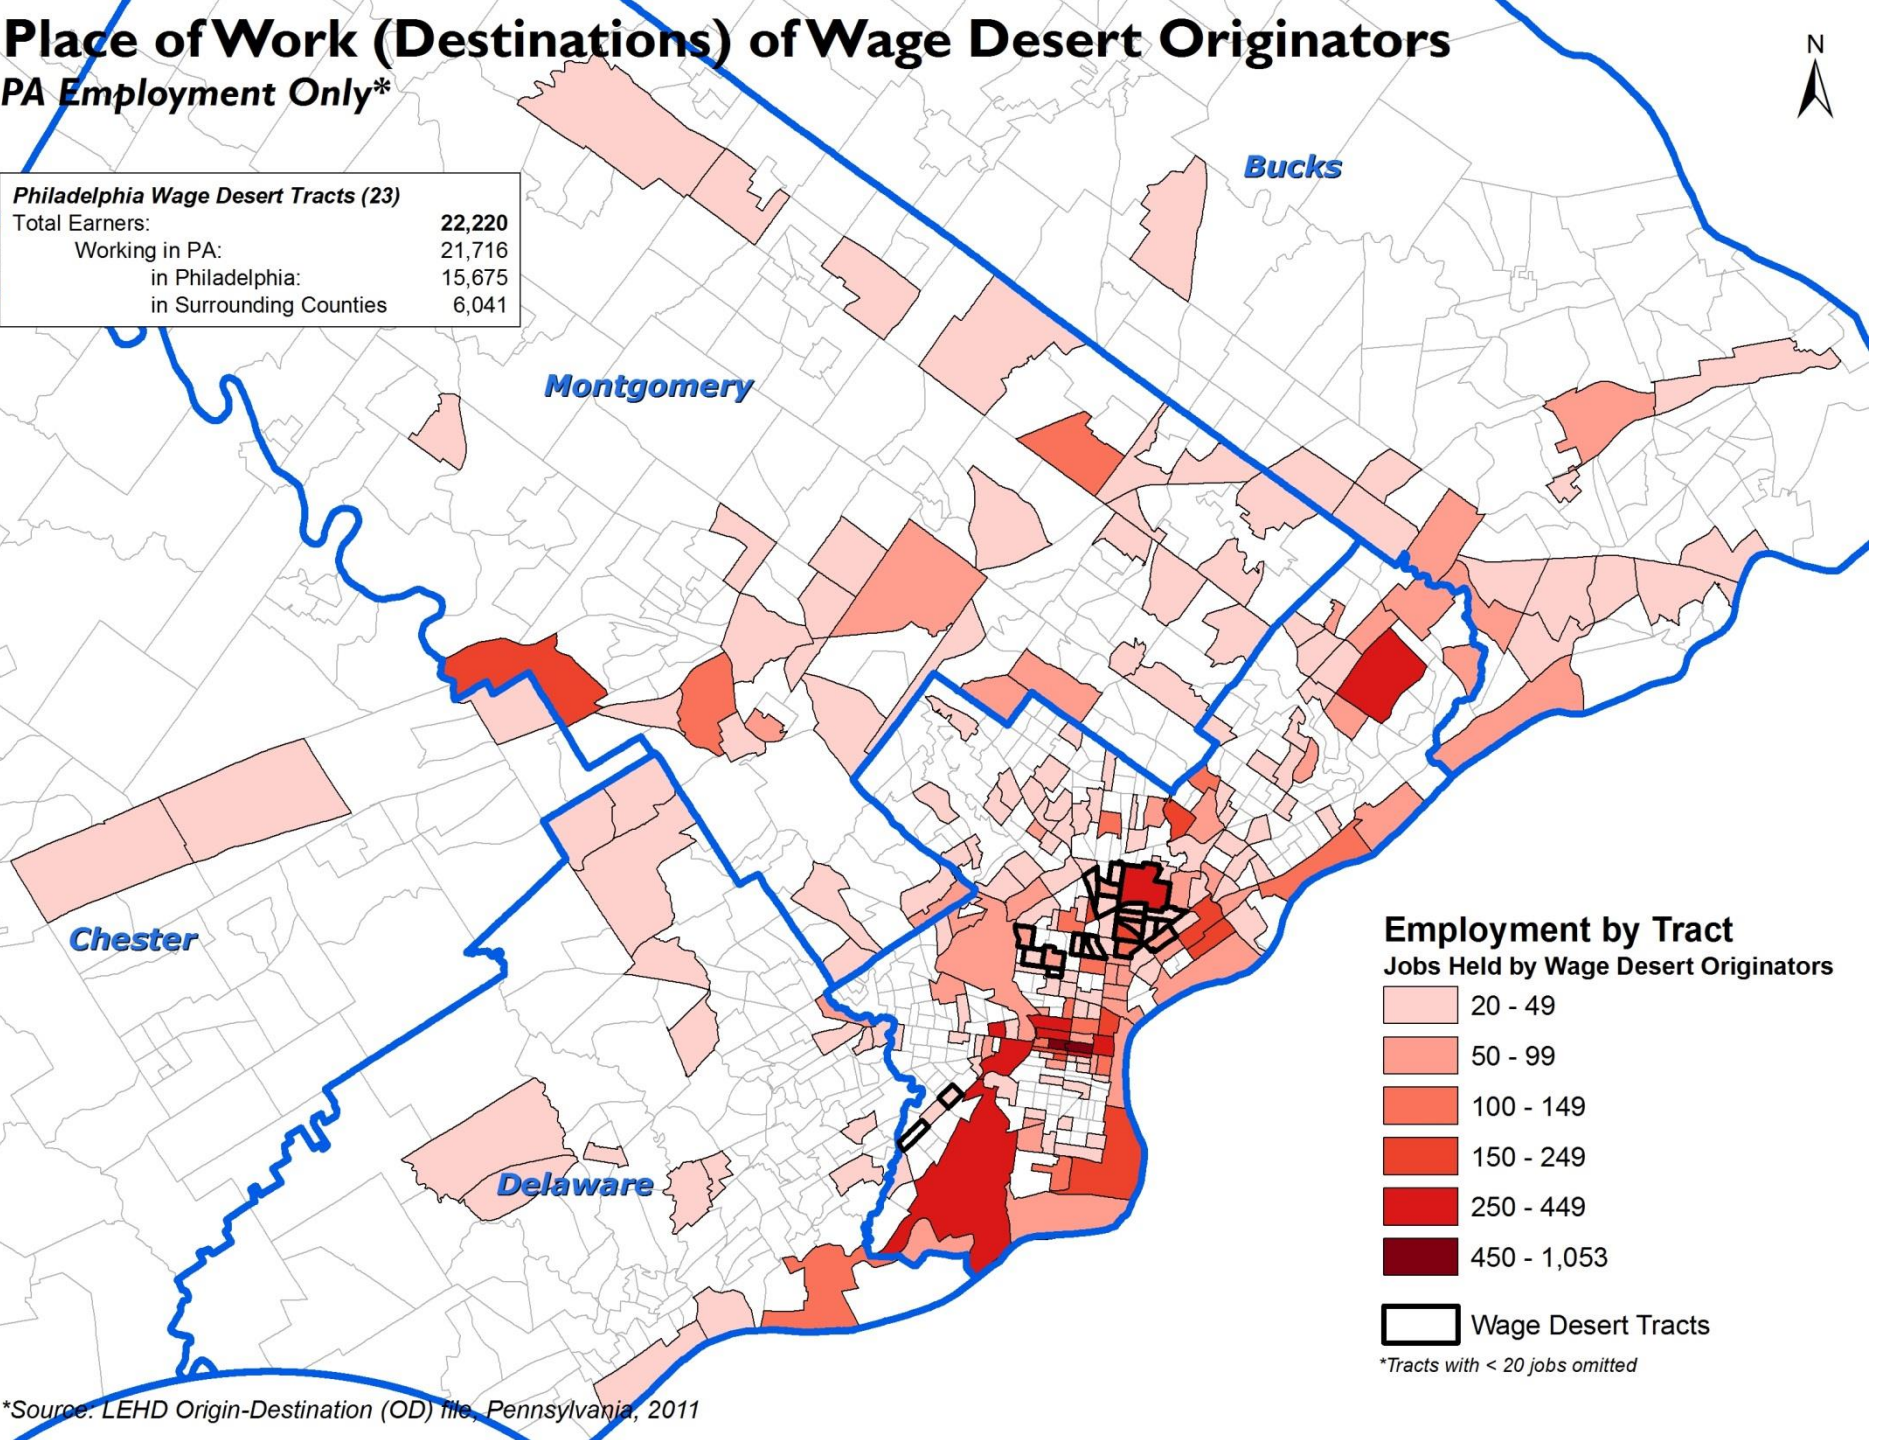 Place of Work (Destinations) of Wage Desert Originators
PA Employment Only*
N
Philadelphia Wage Desert Tracts (23)
Total Earners: 22,220
Working in PA: 21,716
in Philadelphia: 15,675
in Surrounding Counties 6,041
Bucks
Montgomery
Chester
Delaware
Employment by Tract
Jobs Held by Wage Desert Originators
20 - 49
50 - 99
100 - 149
150 - 249
250 - 449
450 - 1,053
Wage Desert Tracts
*Tracts with < 20 jobs omitted
*Source: LEHD Origin-Destination (OD) file, Pennsylvania, 2011